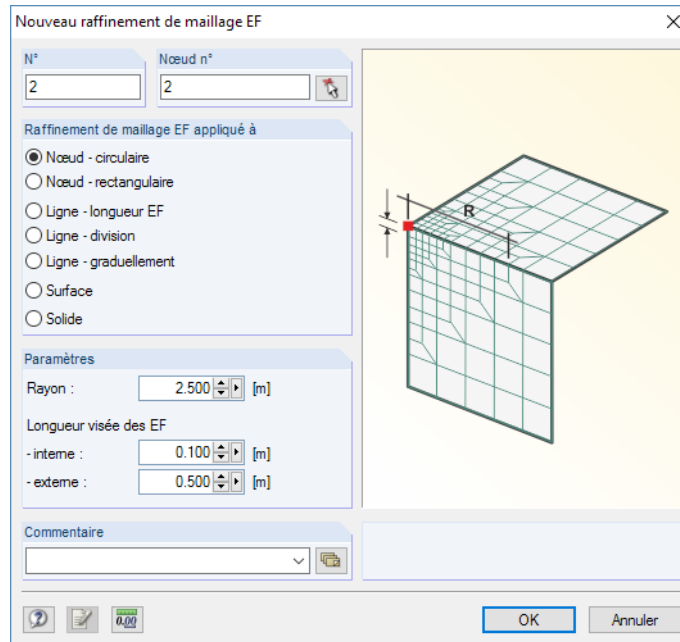 Nouveau raffinement de maillage EF
N°
Nœud n°
2
2
Raffinement de maillage EF appliqué à
Nœud - circulaire
Nœud - rectangulaire
Ligne - longueur EF
Ligne - division
Ligne - graduellement
Surface
Solide
R
Paramètres
Rayon :
2.500
[m]
Longueur visée des EF
- interne :
0.100
[m]
- externe :
0.500
[m]
Commentaire
0.00
OK
Annuler